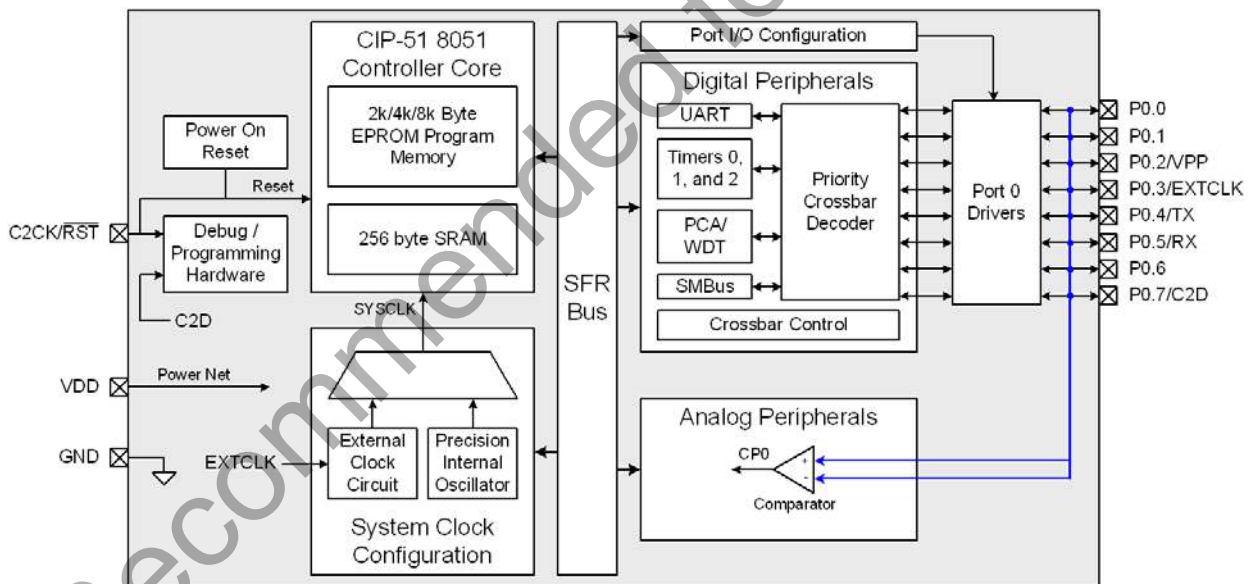 CIP-51 8051
Controller Core
2k/4k/8k Byte
EPROM Program
Memory
256 byte SRAM
Power On
Reset
Reset
C2CK/RST
Debug /
Programming
Hardware
C2D
VDD
Power Net
GND
SYSCLK
EXTCLK
External
Clock
Circuit
Precision
Internal
Oscillator
System Clock
Configuration
SFR
Bus
Port I/O Configuration
Digital Peripherals
UART
Timers 0,
1, and 2
PCA/
WDT
SMBus
Priority
Crossbar
Decoder
Crossbar Control
Port 0
Drivers
P0.0
P0.1
P0.2/VPP
P0.3/EXTCLK
P0.4/TX
P0.5/RX
P0.6
P0.7/C2D
Analog Peripherals
CP0
+
-
Comparator
ecommended